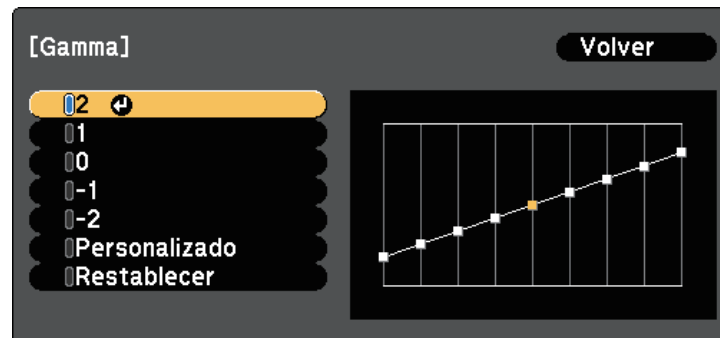 [Gamma]
Volver
2
1
0
-1
-2
Personalizado
Restablecer